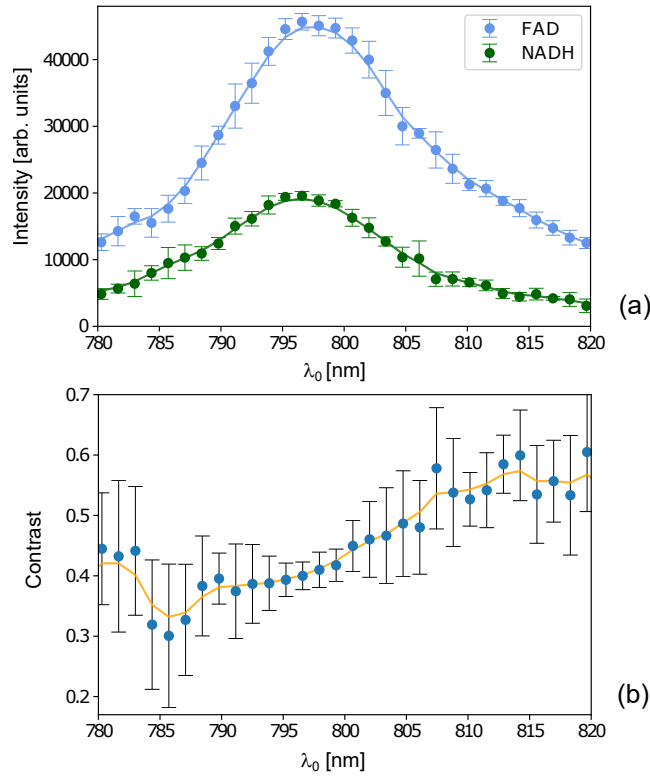 FAD
NADH
Intensity [arb. units]
40000
30000
20000
10000
0
780 785 790 795 800 805 810 815 820
λ₀ [nm]
(a)
Contrast
0.7
0.6
0.5
0.4
0.3
0.2
780 785 790 795 800 805 810 815 820
λ₀ [nm]
(b)